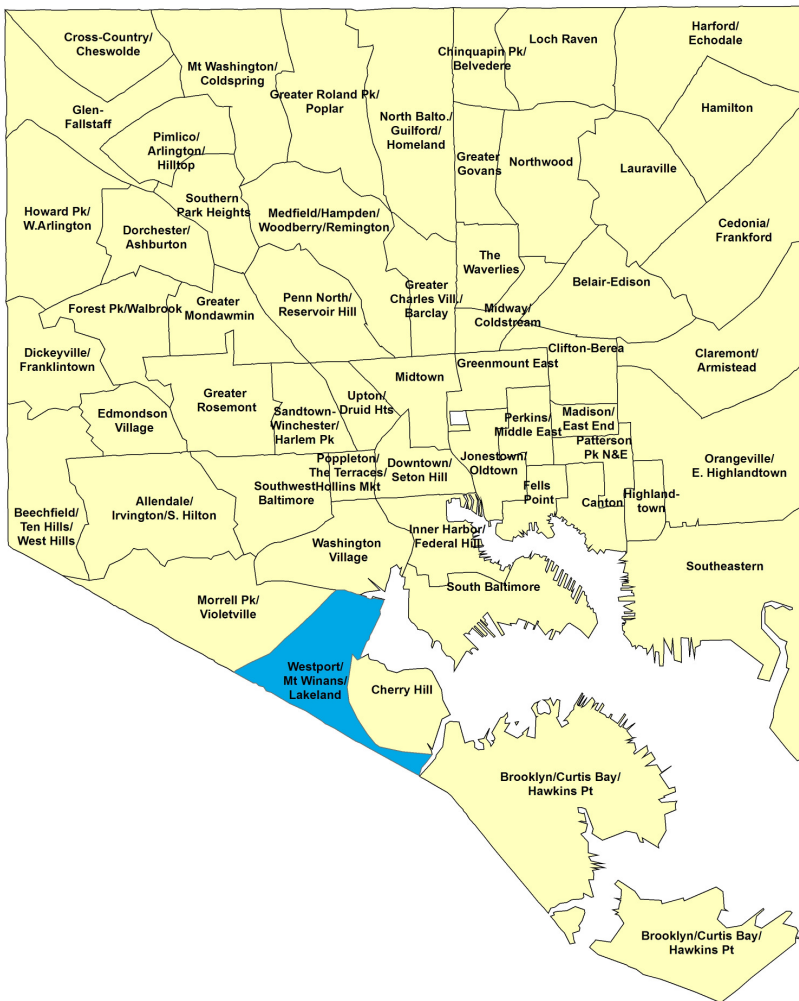 Cross-Country/
Cheswolde
Mt Washington/
Coldspring
Greater Roland Pk/
Poplar
North Balto./
Guilford/
Homeland
Chinquapin Pk/
Belvedere
Loch Raven
Harford/
Echodale
Glen-
Fallstaff
Pimlico/
Arlington/
Hilltop
Greater
Govans
Northwood
Lauraville
Hamilton
Howard Pk/
W.Arlington
Dorchester/
Ashburton
Southern
Park Heights
Medfield/Hampden/
Woodberry/Remington
The
Waverlies
Cedonia/
Frankford
Belair-Edison
Forest Pk/Walbrook
Greater
Mondawmin
Penn North/
Reservoir Hill
Greater
Charles Vill./
Barclay
Midway/
Coldstream
Dickeyville/
Franklintown
Edmondson
Village
Greater
Rosemont
Sandtown-
Winchester/
Harlem Pk
Upton/
Druid Hts
Midtown
Greenmount East
Clifton-Berea
Claremont/
Armistead
Perkins/
Middle East
Madison/
East End
Patterson
Pk N&E
Beechfield/
Ten Hills/
West Hills
Allendale/
Irvington/S. Hilton
Southwest
Baltimore
Poppleton/
The Terraces/
Hollins Mkt
Downtown/
Seton Hill
Jonestown/
Oldtown
Fells
Point
Canton
Highland-
town
Orangeville/
E. Highlandtown
Washington
Village
Inner Harbor/
Federal Hill
South Baltimore
Southeastern
Morrell Pk/
Violetville
Westport/
Mt Winans/
Lakeland
Cherry Hill
Brooklyn/Curtis Bay/
Hawkins Pt
Brooklyn/Curtis Bay/
Hawkins Pt